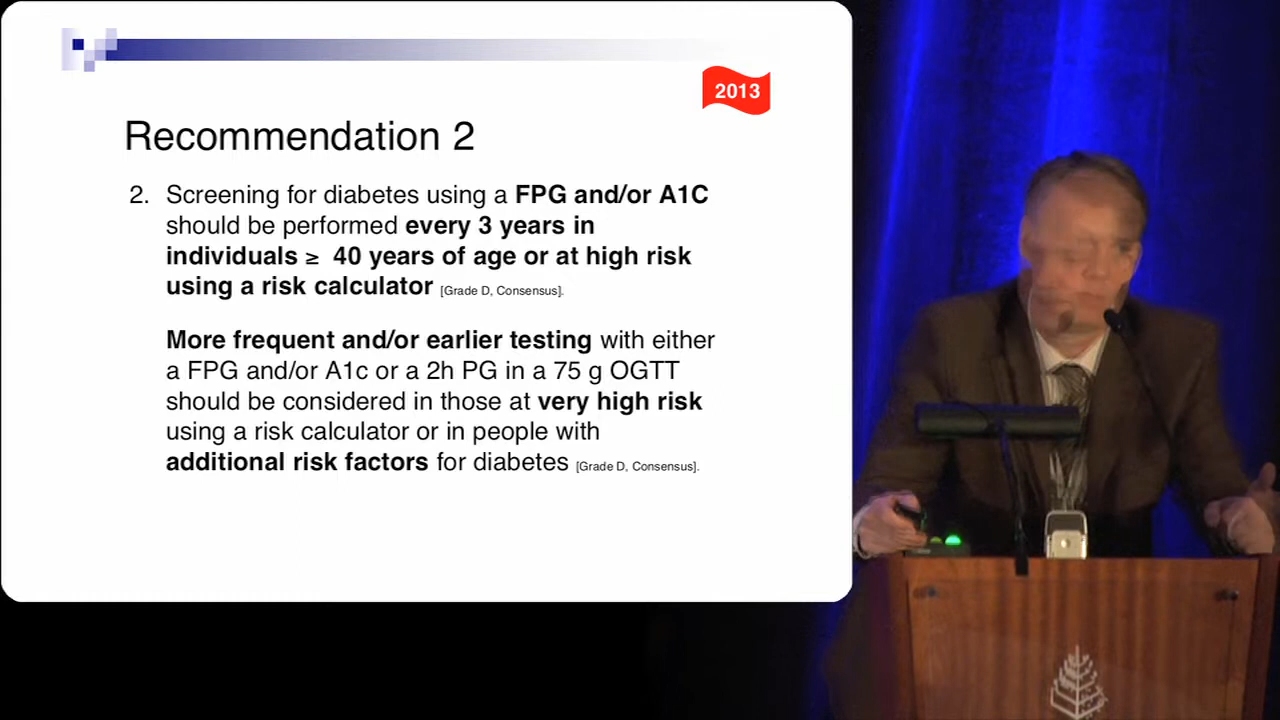 2013
Recommendation 2
2. Screening for diabetes using a FPG and/or A1C
should be performed every 3 years in
individuals ≥ 40 years of age or at high risk
using a risk calculator [Grade D, Consensus].
More frequent and/or earlier testing with either
a FPG and/or A1c or a 2h PG in a 75 g OGTT
should be considered in those at very high risk
using a risk calculator or in people with
additional risk factors for diabetes [Grade D, Consensus].